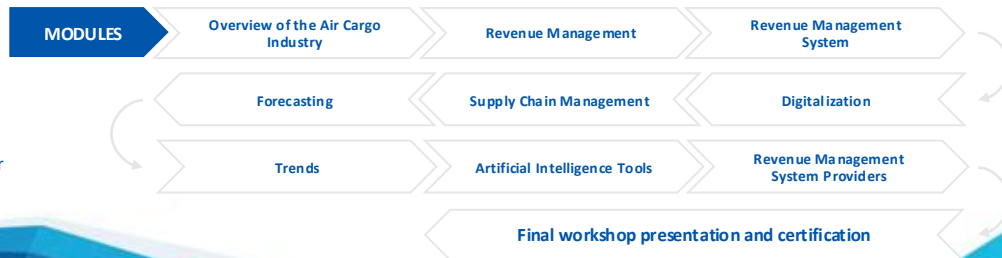 MODULES
Overview of the Air Cargo
Industry
Revenue Management
Revenue Management
System
Forecasting
Supply Chain Management
Digitalization
Trends
Artificial Intelligence Tools
Revenue Management
System Providers
Final workshop presentation and certification